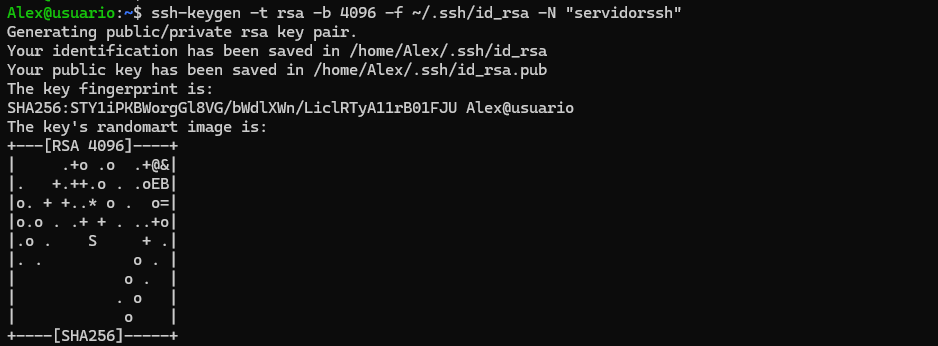 Alex@usuario:~$ ssh-keygen -t rsa -b 4096 -f ~/.ssh/id_rsa -N "servidorssh"
Generating public/private rsa key pair.
Your identification has been saved in /home/Alex/.ssh/id_rsa
Your public key has been saved in /home/Alex/.ssh/id_rsa.pub
The key fingerprint is:
SHA256:STY1iPKBWorgGl8VG/bWdlXWn/LiclRTyA11rB01FJU Alex@usuario
The key's randomart image is:
+---[RSA 4096]----+
|     .+o .o  .+@&|
|.   +.++.o . .oEB|
|o. + +..* o .  o=|
|o.o . .+ + . ..+o|
|.o .    S     + .|
|. .          o . |
|            o .  |
|           . o   |
|            o    |
+----[SHA256]-----+